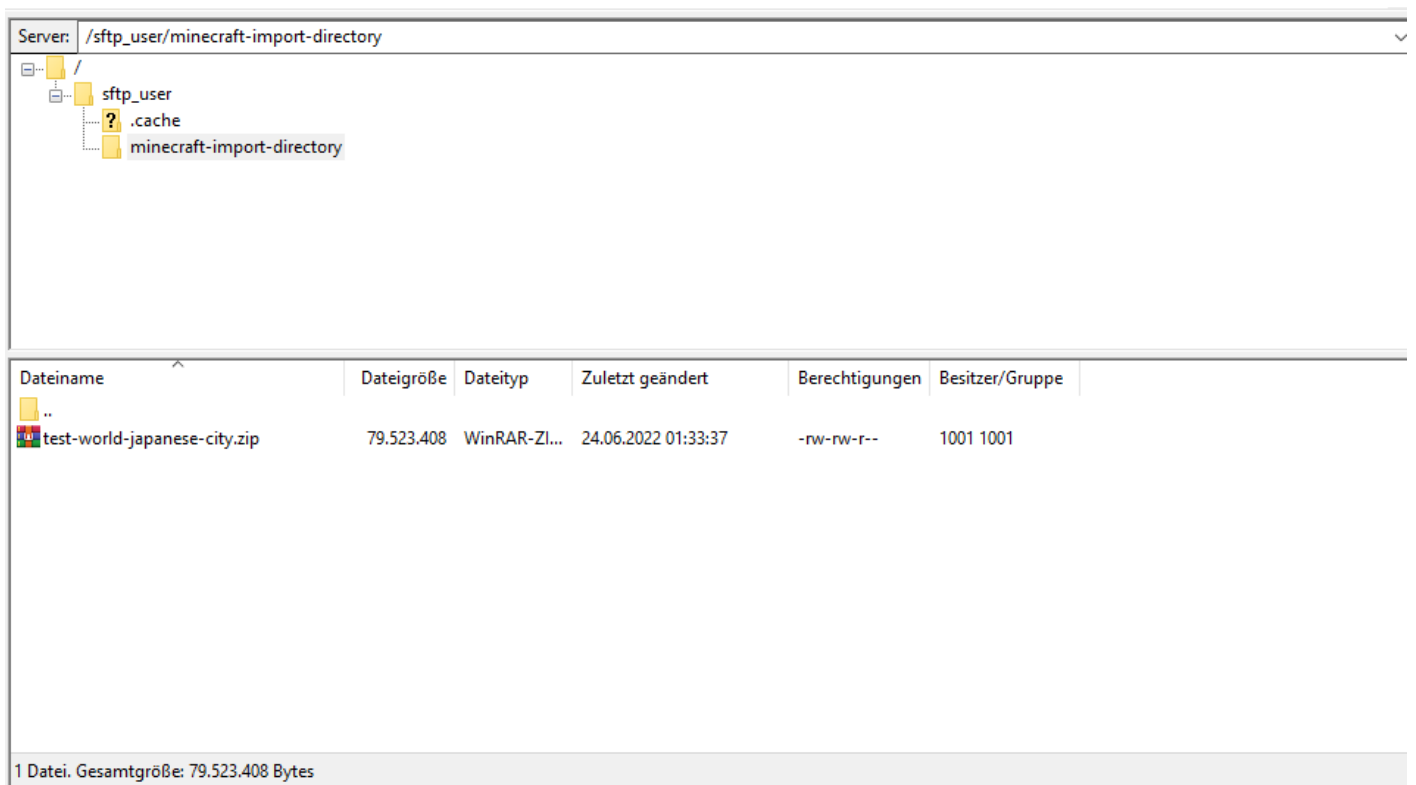 Server: /sftp_user/minecraft-import-directory
/
sftp_user
? .cache
minecraft-import-directory
Dateiname Dateigröße Dateityp Zuletzt geändert Berechtigungen Besitzer/Gruppe
..
test-world-japanese-city.zip 79.523.408 WinRAR-ZI... 24.06.2022 01:33:37 -rw-rw-r-- 1001 1001
1 Datei. Gesamtgröße: 79.523.408 Bytes